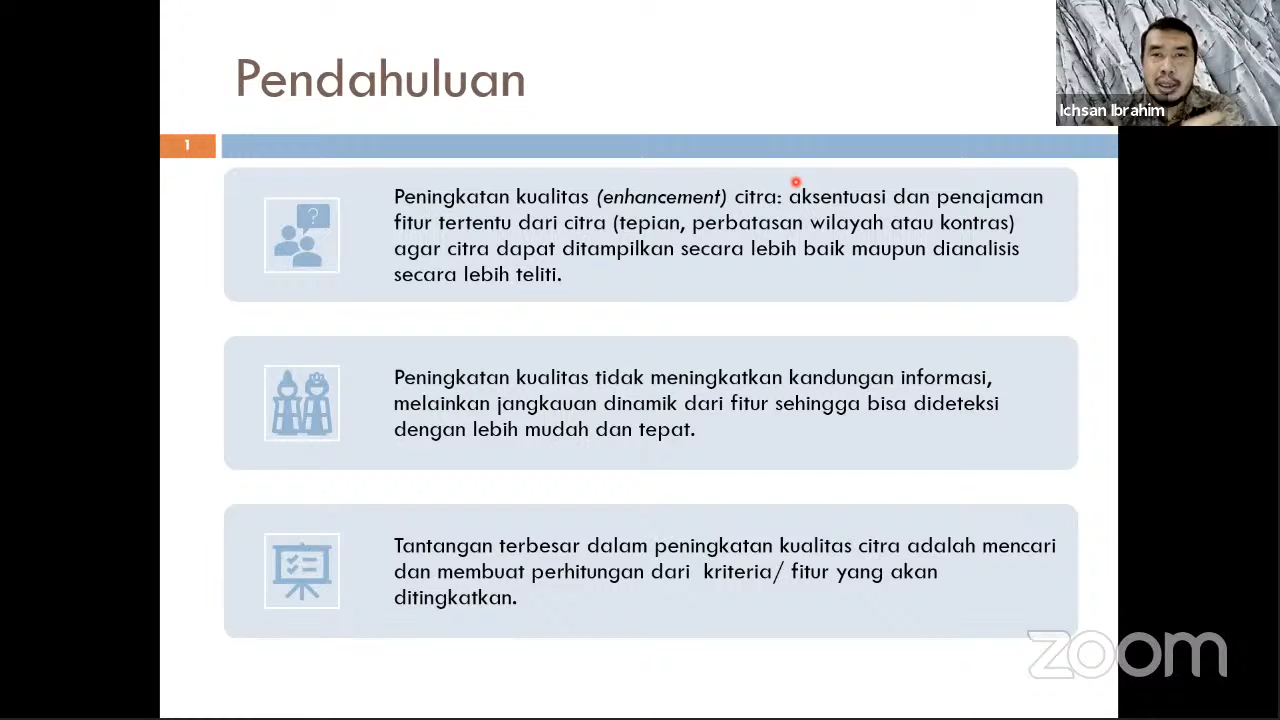 Pendahuluan
Ichsan Ibrahim
1
?
Peningkatan kualitas (enhancement) citra: aksentuasi dan penajaman
fitur tertentu dari citra (tepian, perbatasan wilayah atau kontras)
agar citra dapat ditampilkan secara lebih baik maupun dianalisis
secara lebih teliti.
Peningkatan kualitas tidak meningkatkan kandungan informasi,
melainkan jangkauan dinamik dari fitur sehingga bisa dideteksi
dengan lebih mudah dan tepat.
Tantangan terbesar dalam peningkatan kualitas citra adalah mencari
dan membuat perhitungan dari kriteria/ fitur yang akan
ditingkatkan.
zoom